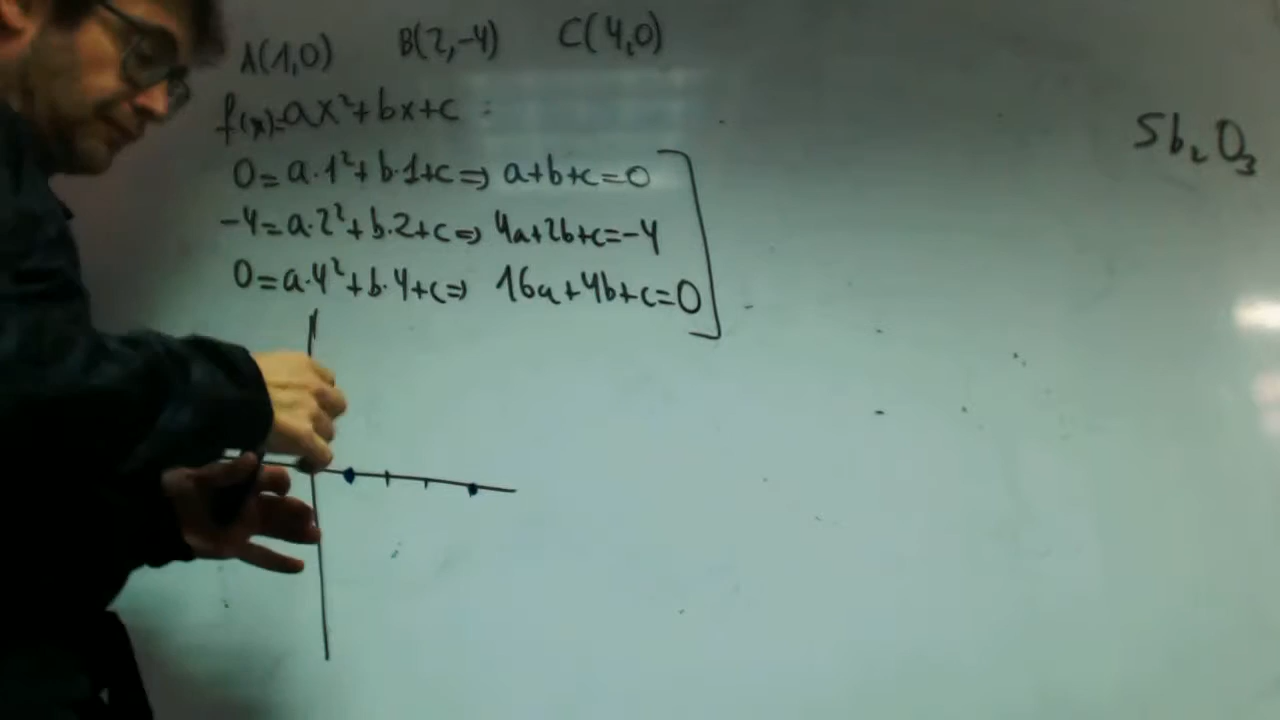 A(1,0) B(2,-4) C(4,0)
f(x)=ax²+bx+c
0=a·1²+b·1+c⇒ a+b+c=0
-4=a·2²+b·2+c⇒ 4a+2b+c=-4
0=a·4²+b·4+c⇒ 16a+4b+c=0
Sb₂O₃